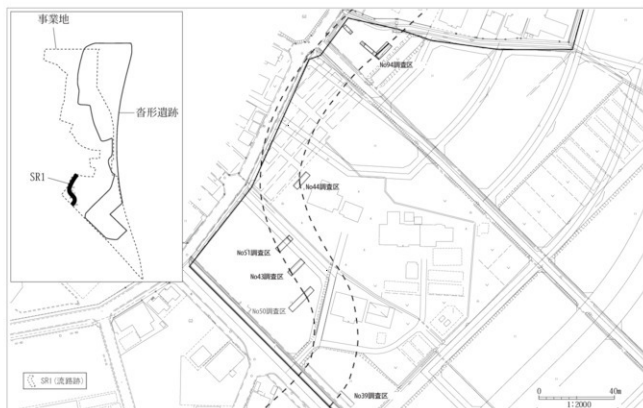 事業地
沓形遺跡
SR1
No94調査区
No44調査区
No51調査区
No43調査区
No50調査区
No39調査区
SR1(流路跡)
0 40m
1:2000